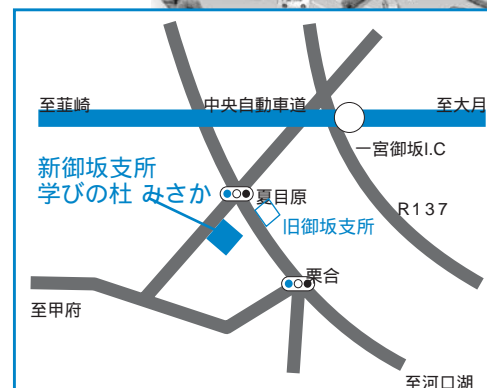 至韮崎
中央自動車道
至大月
一宮御坂I.C
新御坂支所
学びの杜 みさか
夏目原
旧御坂支所
R137
栗合
至甲府
至河口湖